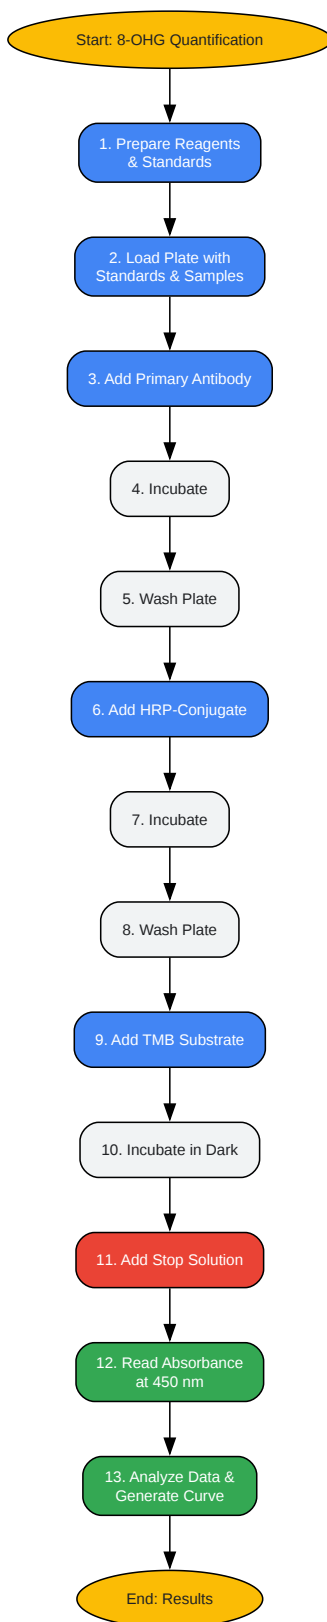 Start: 8-OHG Quantification
1. Prepare Reagents
& Standards
2. Load Plate with
Standards & Samples
3. Add Primary Antibody
4. Incubate
5. Wash Plate
6. Add HRP-Conjugate
7. Incubate
8. Wash Plate
9. Add TMB Substrate
10. Incubate in Dark
11. Add Stop Solution
12. Read Absorbance
at 450 nm
13. Analyze Data &
Generate Curve
End: Results